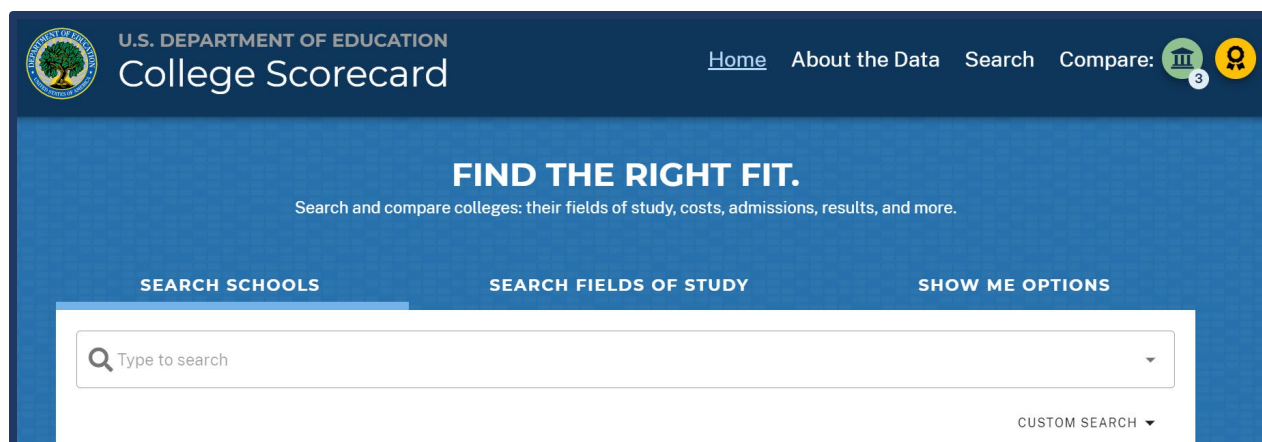 U.S. DEPARTMENT OF EDUCATION
College Scorecard
Home About the Data Search Compare: 3
FIND THE RIGHT FIT.
Search and compare colleges: their fields of study, costs, admissions, results, and more.
SEARCH SCHOOLS SEARCH FIELDS OF STUDY SHOW ME OPTIONS
Type to search
CUSTOM SEARCH